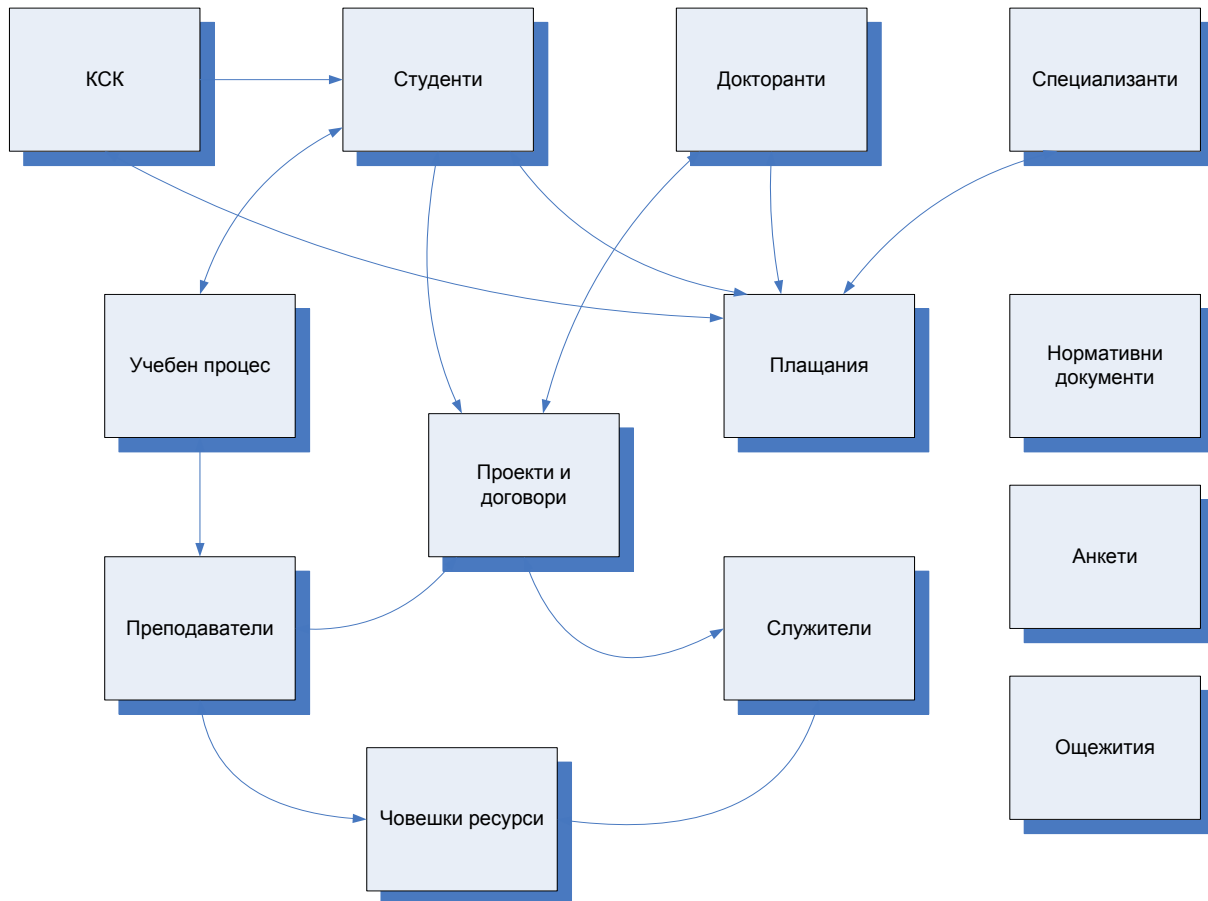 КСК
Студенти
Докторанти
Специализанти
Учебен процес
Плащания
Нормативни
документи
Проекти и
договори
Анкети
Преподаватели
Служители
Ощежития
Човешки ресурси